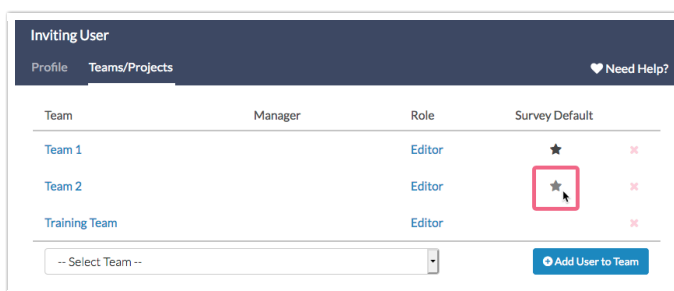 Inviting User
Profile Teams/Projects Need Help?
Team Manager Role Survey Default
Team 1 Editor
Team 2 Editor
Training Team Editor
-- Select Team -- Add User to Team